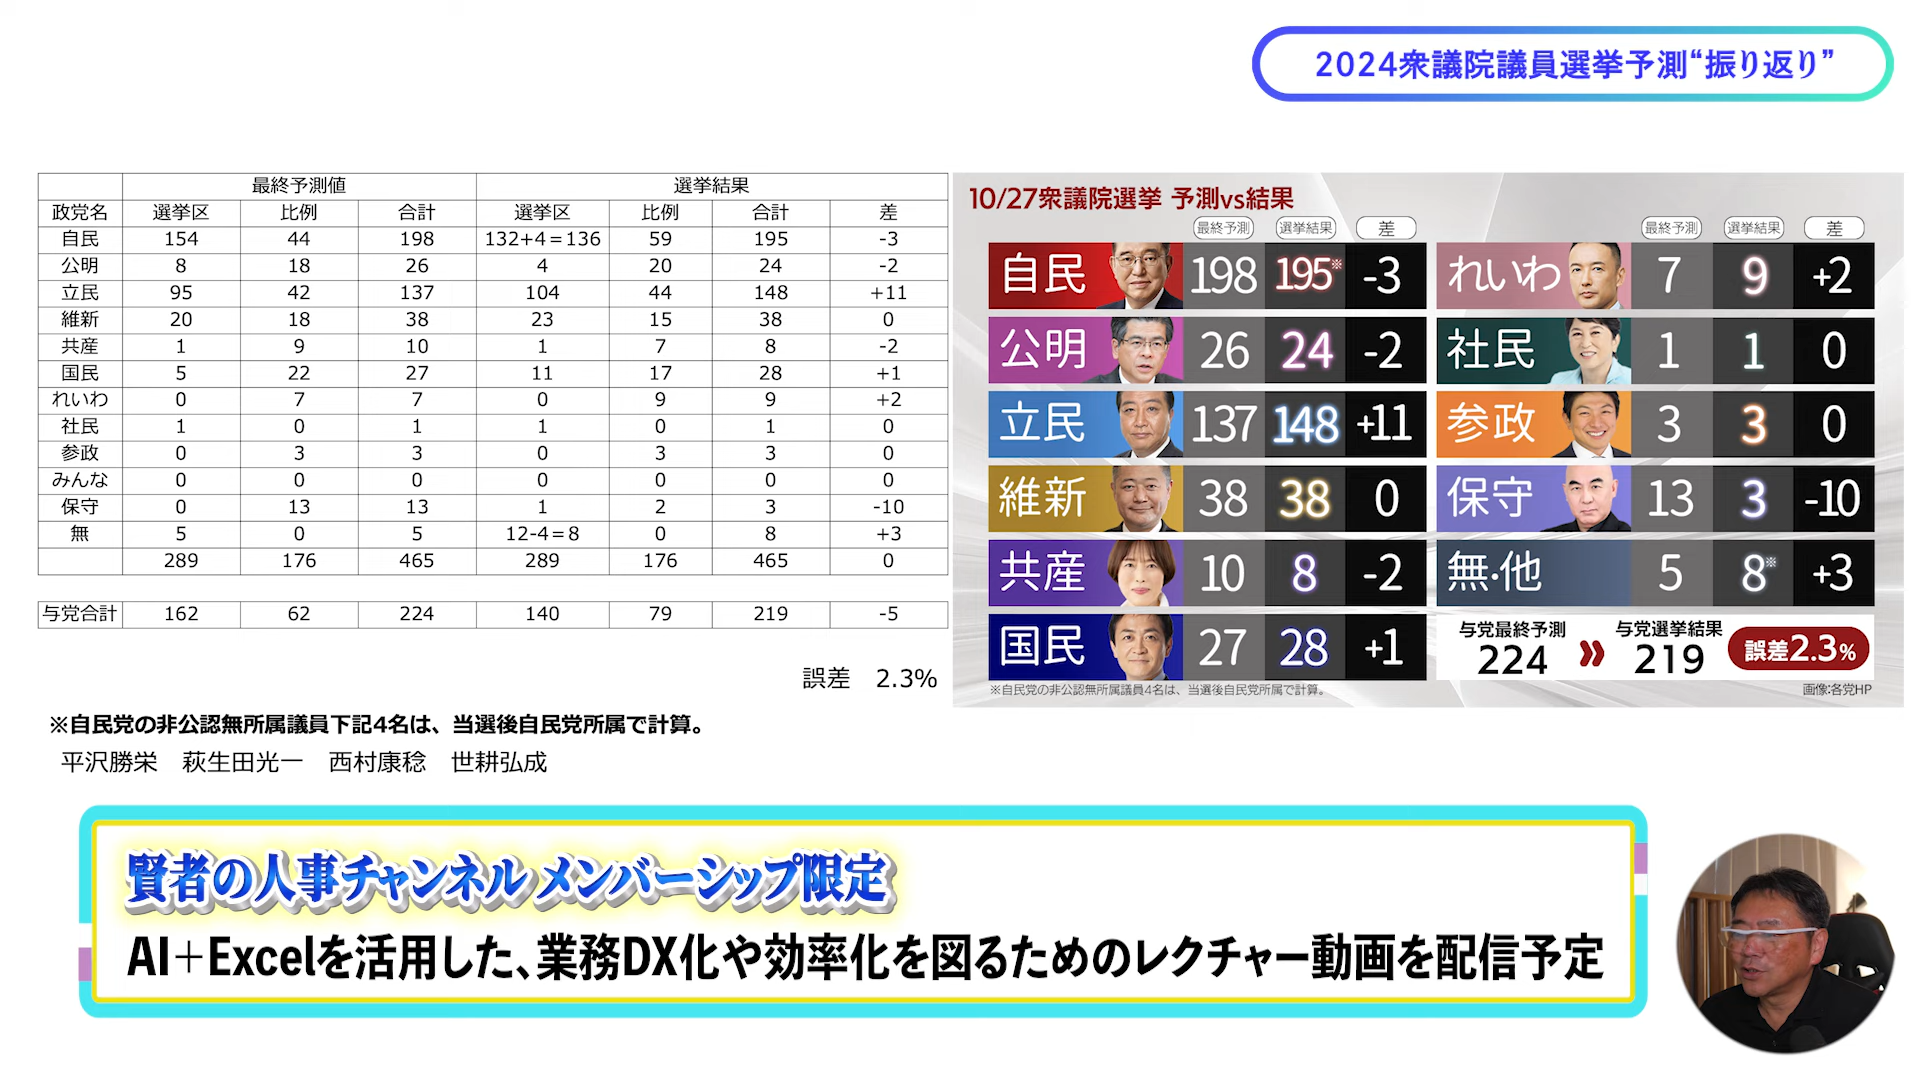 2024衆議院議員選挙予測“振り返り”
最終予測値 選挙結果
政党名 選挙区 比例 合計 選挙区 比例 合計 差
自民 154 44 198 132+4＝136 59 195 -3
公明 8 18 26 4 20 24 -2
立民 95 42 137 104 44 148 +11
維新 20 18 38 23 15 38 0
共産 1 9 10 1 7 8 -2
国民 5 22 27 11 17 28 +1
れいわ 0 7 7 0 9 9 +2
社民 1 0 1 1 0 1 0
参政 0 3 3 0 3 3 0
みんな 0 0 0 0 0 0 0
保守 0 13 13 1 2 3 -10
無 5 0 5 12-4＝8 0 8 +3
289 176 465 289 176 465 0
与党合計 162 62 224 140 79 219 -5
誤差 2.3%
※自民党の非公認無所属議員下記4名は、当選後自民党所属で計算。
平沢勝栄 萩生田光一 西村康稔 世耕弘成
10/27衆議院選挙 予測vs結果
最終予測 選挙結果 差
自民 198 195※ -3
公明 26 24 -2
立民 137 148 +11
維新 38 38 0
共産 10 8 -2
国民 27 28 +1
※自民党の非公認無所属議員4名は、当選後自民党所属で計算。
最終予測 選挙結果 差
れいわ 7 9 +2
社民 1 1 0
参政 3 3 0
保守 13 3 -10
無・他 5 8※ +3
与党最終予測 与党選挙結果
224 219 誤差2.3%
画像:各党HP
賢者の人事チャンネル メンバーシップ限定
AI＋Excelを活用した、業務DX化や効率化を図るためのレクチャー動画を配信予定